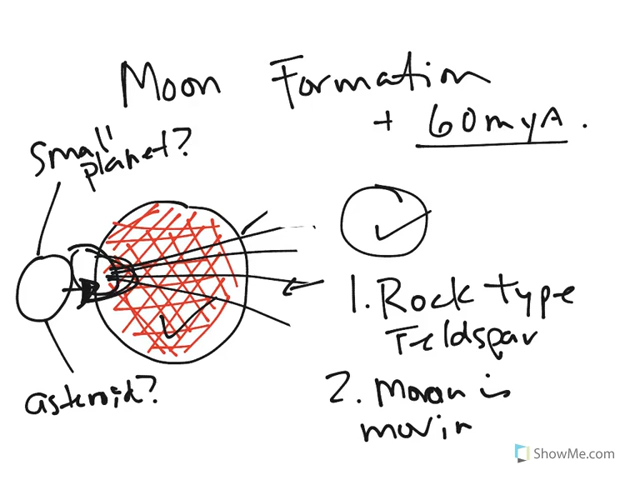 Moon Formation
+ 60mya.
Small
planet?
1. Rock type
Feldspar
asteroid?
2. Moon is
movin
ShowMe.com